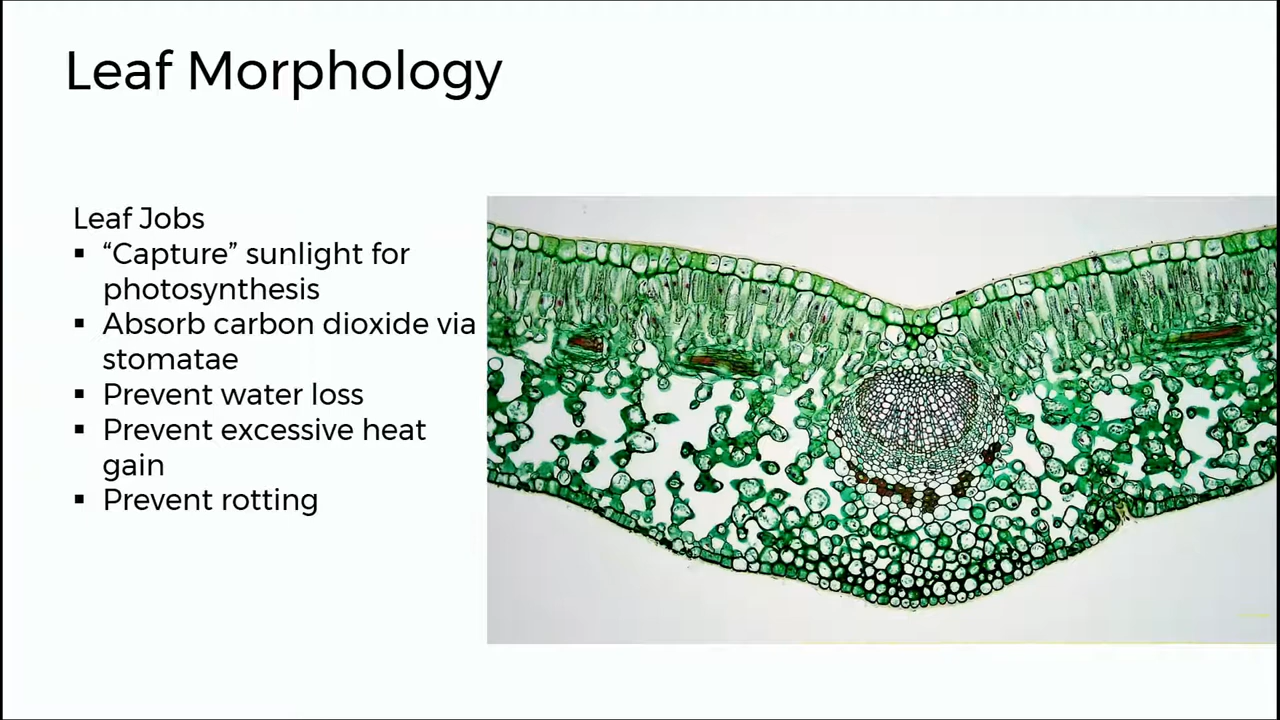 Leaf Morphology
Leaf Jobs
▪ “Capture” sunlight for
photosynthesis
▪ Absorb carbon dioxide via
stomatae
▪ Prevent water loss
▪ Prevent excessive heat
gain
▪ Prevent rotting